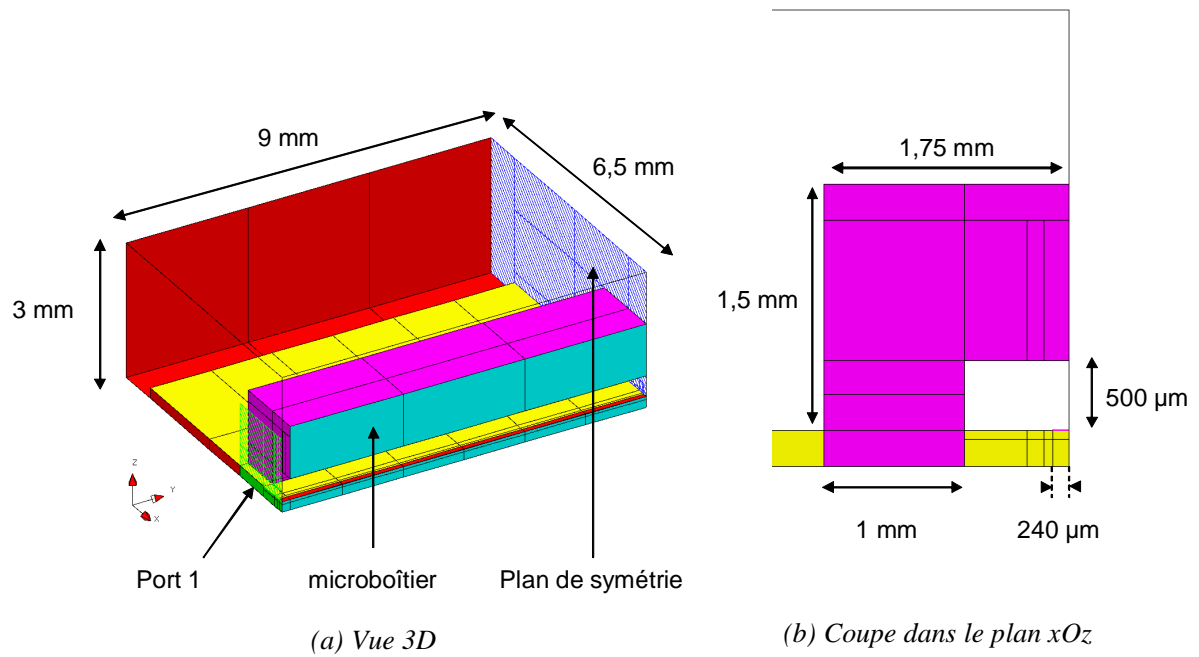 9 mm
6,5 mm
3 mm
z
Y
X
Port 1
microboîtier
Plan de symétrie
(a) Vue 3D
1,75 mm
1,5 mm
500 µm
1 mm
240 µm
(b) Coupe dans le plan xOz